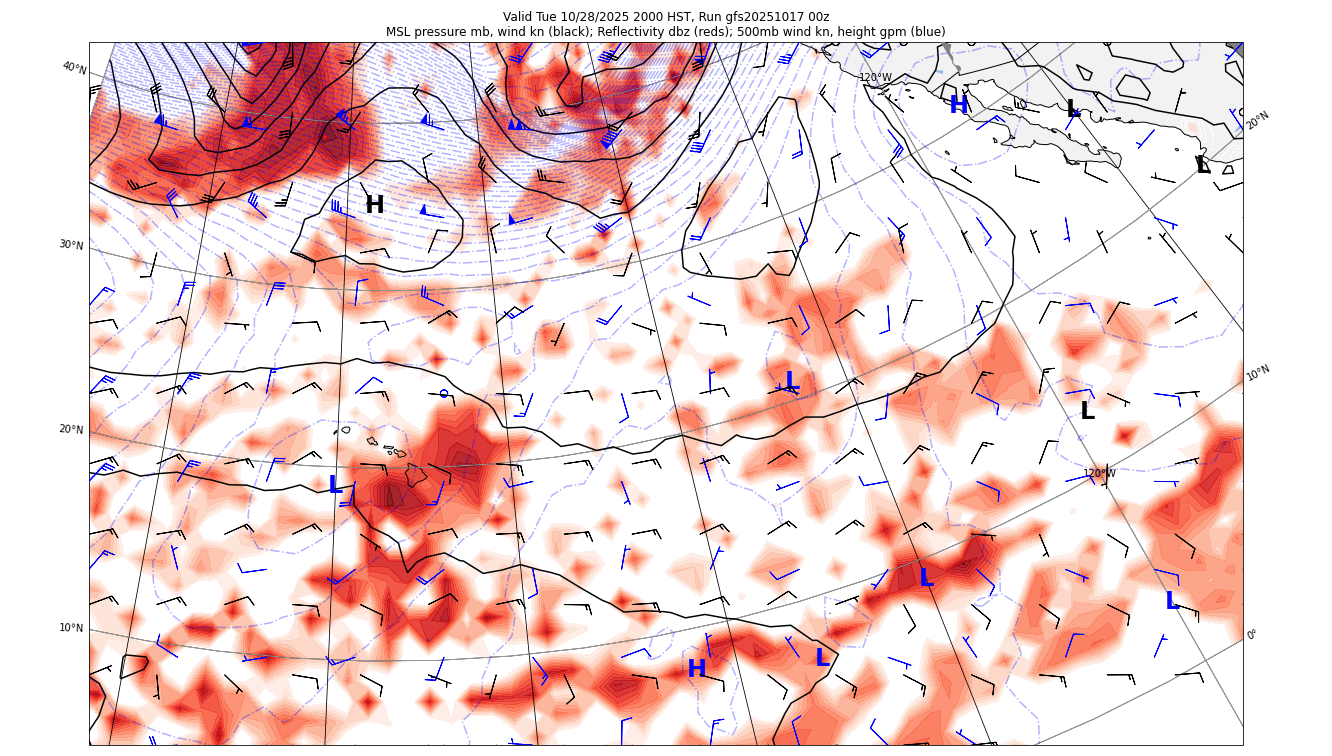 Valid Tue 10/28/2025 2000 HST, Run gfs20251017 00z
MSL pressure mb, wind kn (black); Reflectivity dbz (reds); 500mb wind kn, height gpm (blue)
40°N
120°W
H
L
20°N
L
H
30°N
L
10°N
L
20°N
120°W
L
L
L
10°N
0°
L
H